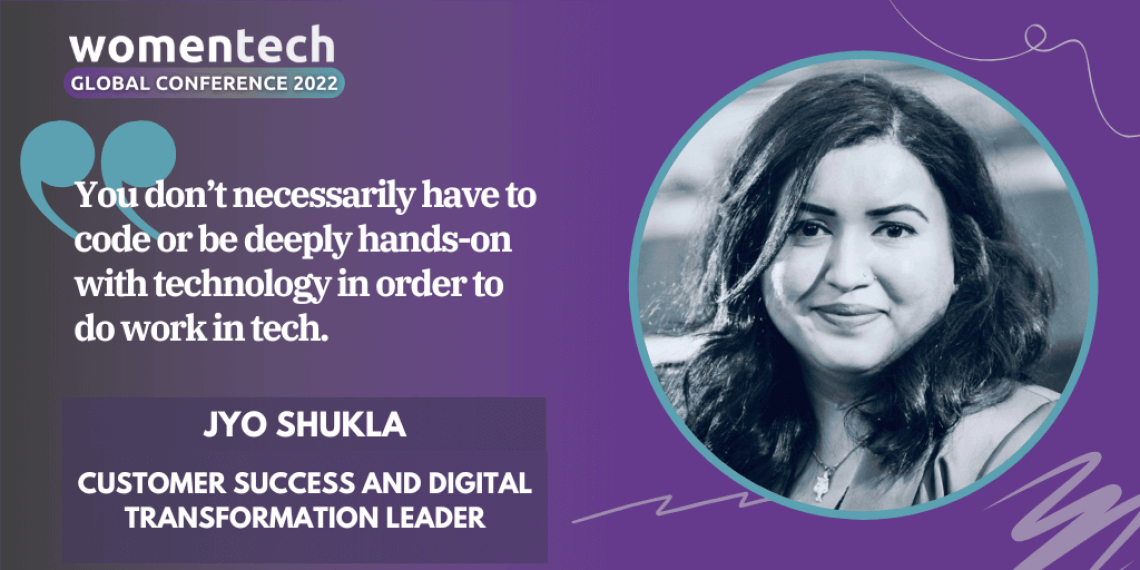 womentech
GLOBAL CONFERENCE 2022
You don’t necessarily have to
code or be deeply hands-on
with technology in order to
do work in tech.
JYO SHUKLA
CUSTOMER SUCCESS AND DIGITAL
TRANSFORMATION LEADER